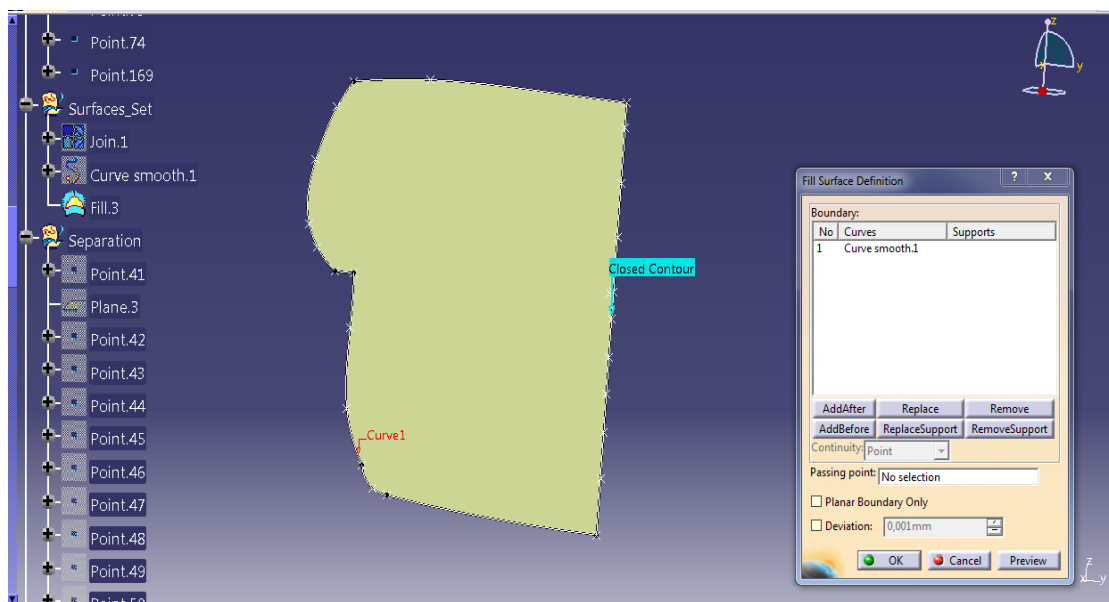 Point.74
Point.169
Surfaces_Set
Join.1
Curve smooth.1
Fill.3
Separation
Point.41
Plane.3
Point.42
Point.43
Point.44
Point.45
Point.46
Point.47
Point.48
Point.49
Point.50
Closed Contour
Curve1
z
x
y
Fill Surface Definition
?
X
Boundary:
No Curves Supports
1 Curve smooth.1
AddAfter Replace Remove
AddBefore ReplaceSupport RemoveSupport
Continuity: Point
Passing point: No selection
Planar Boundary Only
Deviation: 0,001mm
OK Cancel Preview
z
x y